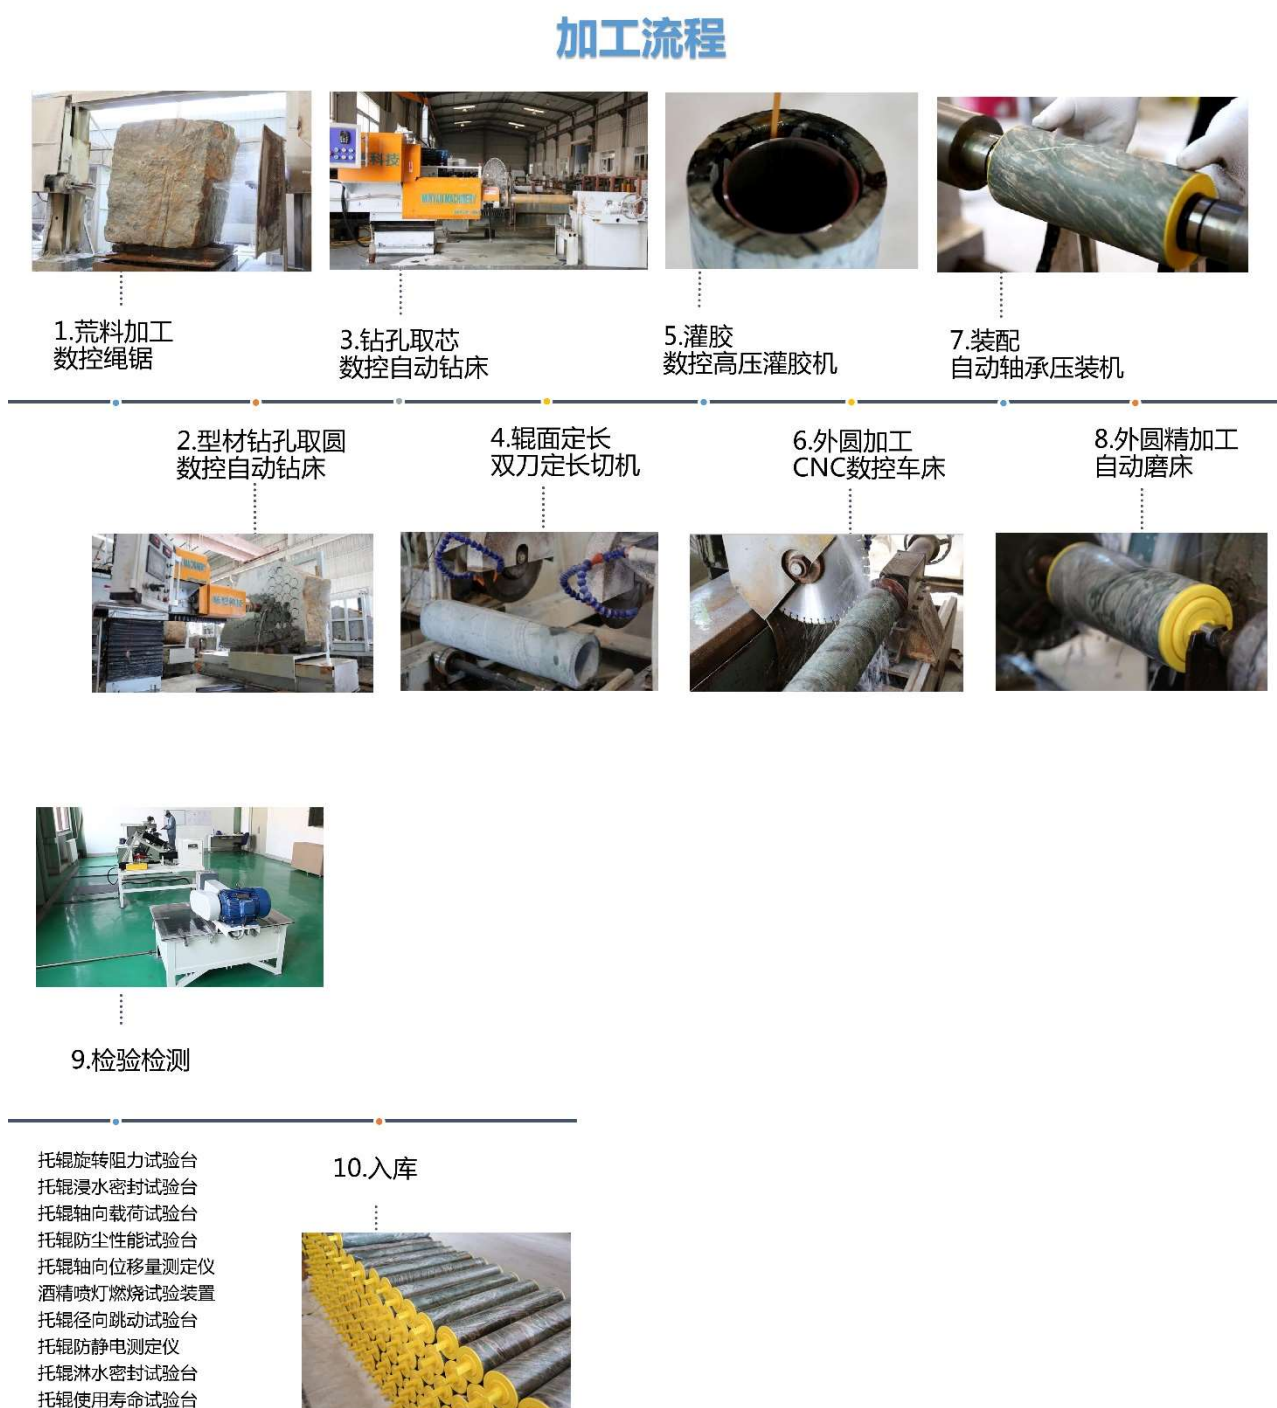 加工流程
科技
MINYAN MACHINERY
1.荒料加工
数控绳锯
3.钻孔取芯
数控自动钻床
5.灌胶
数控高压灌胶机
7.装配
自动轴承压装机
2.型材钻孔取圆
数控自动钻床
4.辊面定长
双刀定长切机
6.外圆加工
CNC数控车床
8.外圆精加工
自动磨床
9.检验检测
托辊旋转阻力试验台
托辊浸水密封试验台
托辊轴向载荷试验台
托辊防尘性能试验台
托辊轴向位移量测定仪
酒精喷灯燃烧试验装置
托辊径向跳动试验台
托辊防静电测定仪
托辊淋水密封试验台
托辊使用寿命试验台
10.入库